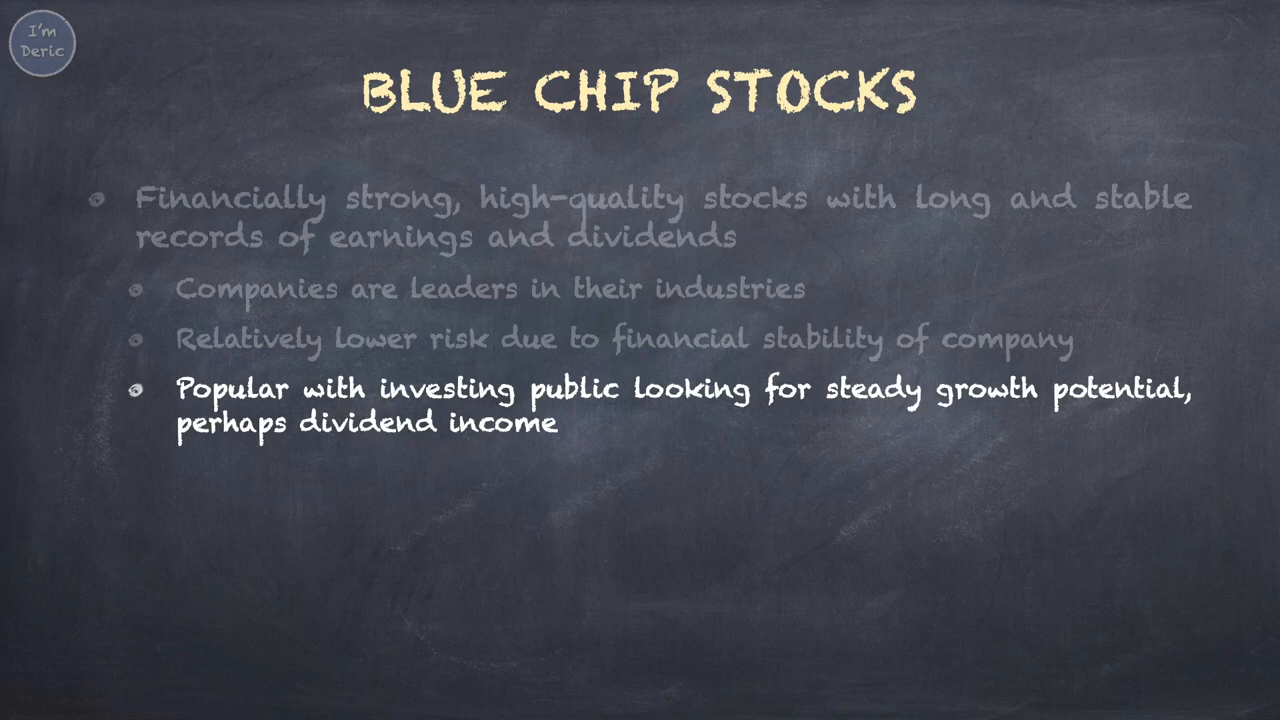 I'm
Deric
BLUE CHIP STOCKS
Financially strong, high-quality stocks with long and stable
records of earnings and dividends
Companies are leaders in their industries
Relatively lower risk due to financial stability of company
Popular with investing public looking for steady growth potential,
perhaps dividend income